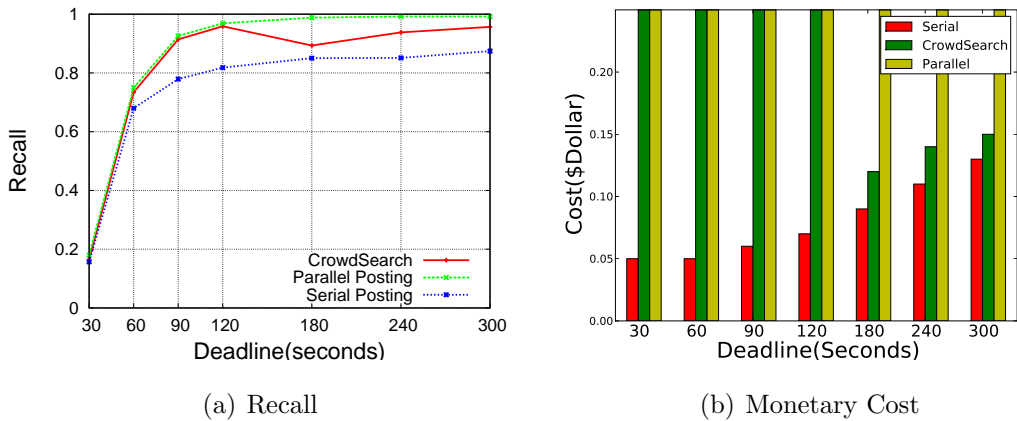 1
0.8
0.6
0.4
0.2
0
Recall
30 60 90 120 180 240 300
Deadline(seconds)
CrowdSearch
Parallel Posting
Serial Posting
(a) Recall
0.20
0.15
0.10
0.05
0.00
Cost($Dollar)
30 60 90 120 180 240 300
Deadline(Seconds)
Serial
CrowdSearch
Parallel
(b) Monetary Cost